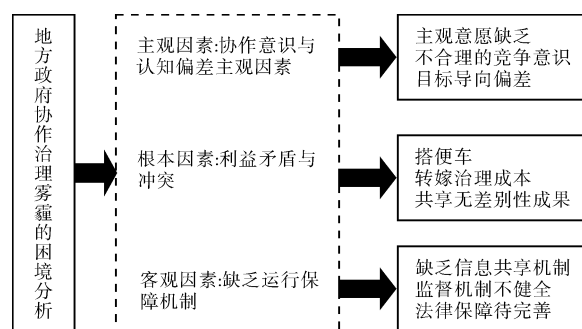 地方政府协作治理雾霾的困境分析
主观因素:协作意识与
认知偏差主观因素
主观意愿缺乏
不合理的竞争意识
目标导向偏差
根本因素:利益矛盾与
冲突
搭便车
转嫁治理成本
共享无差别性成果
客观因素:缺乏运行保
障机制
缺乏信息共享机制
监督机制不健全
法律保障待完善